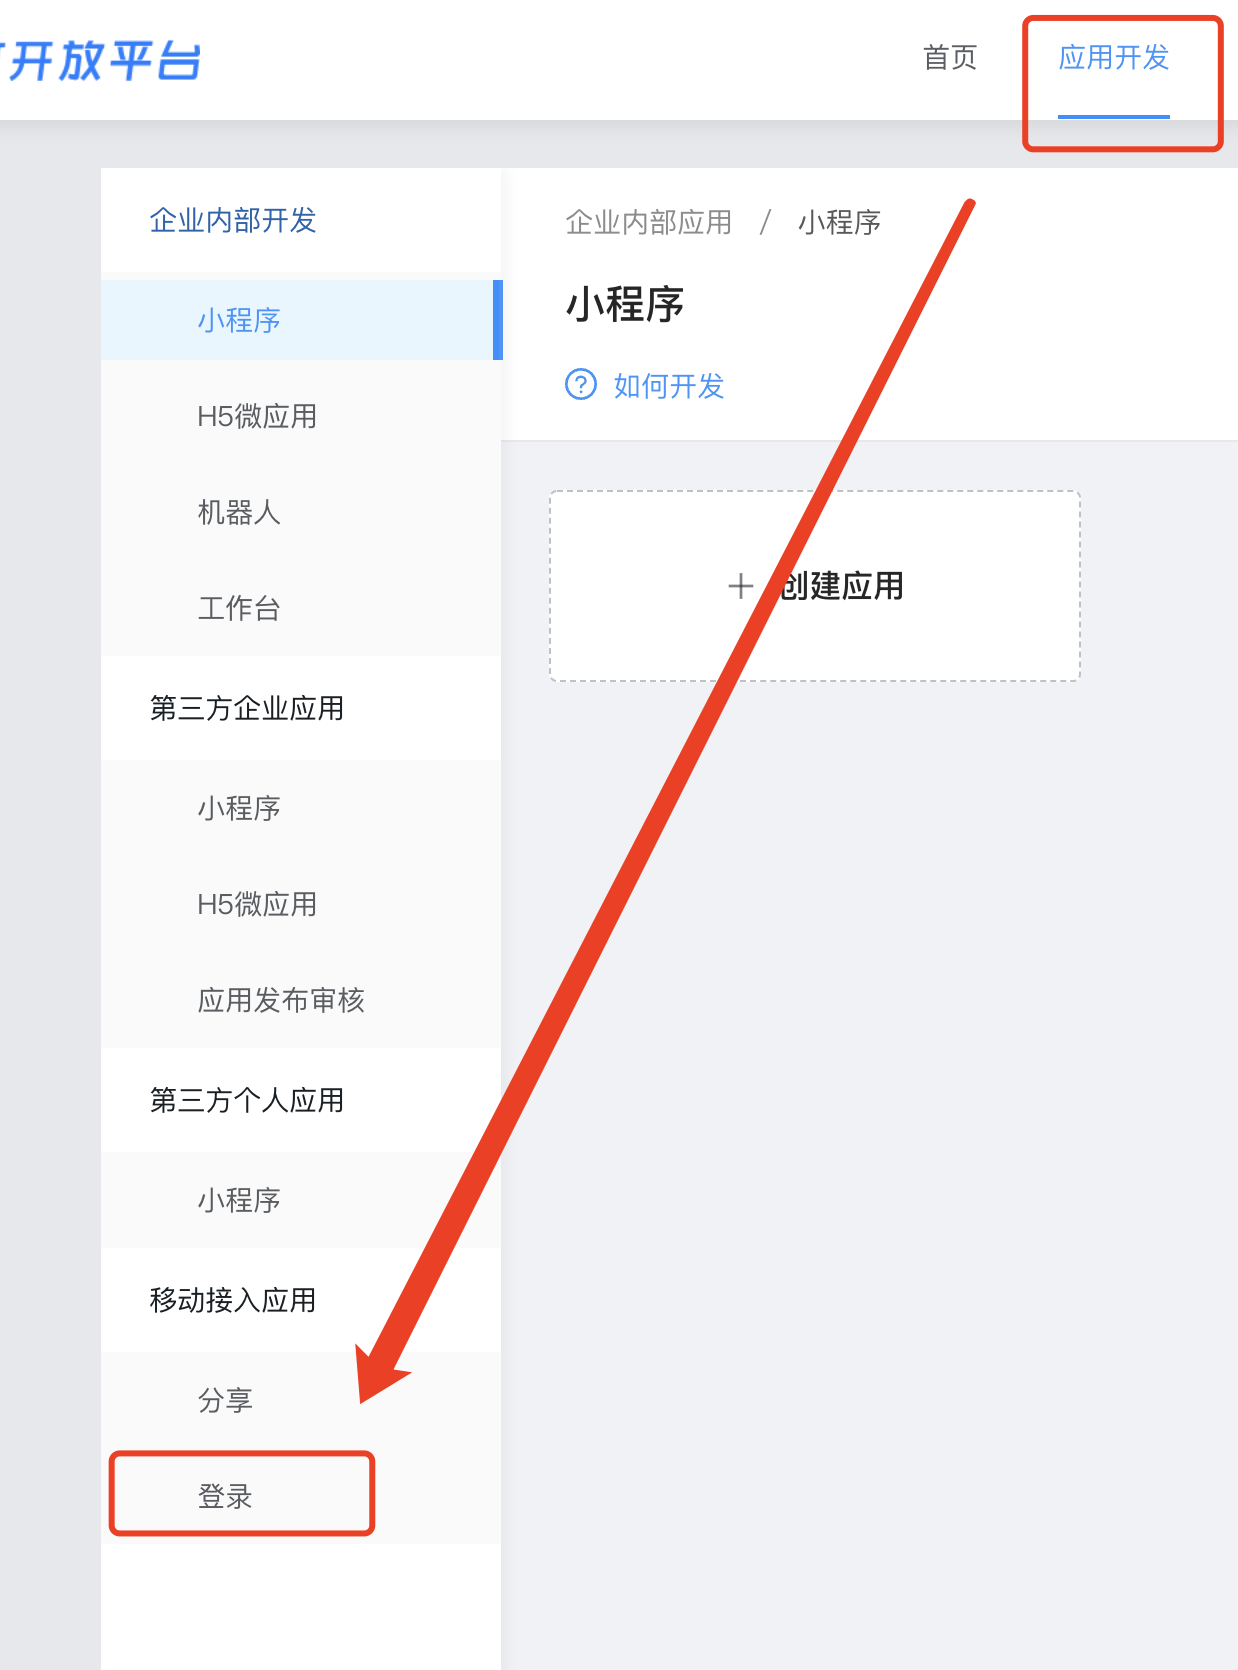 开放平台
首页
应用开发
企业内部开发
小程序
H5微应用
机器人
工作台
第三方企业应用
小程序
H5微应用
应用发布审核
第三方个人应用
小程序
移动接入应用
分享
登录
企业内部应用 / 小程序
小程序
? 如何开发
+ 创建应用